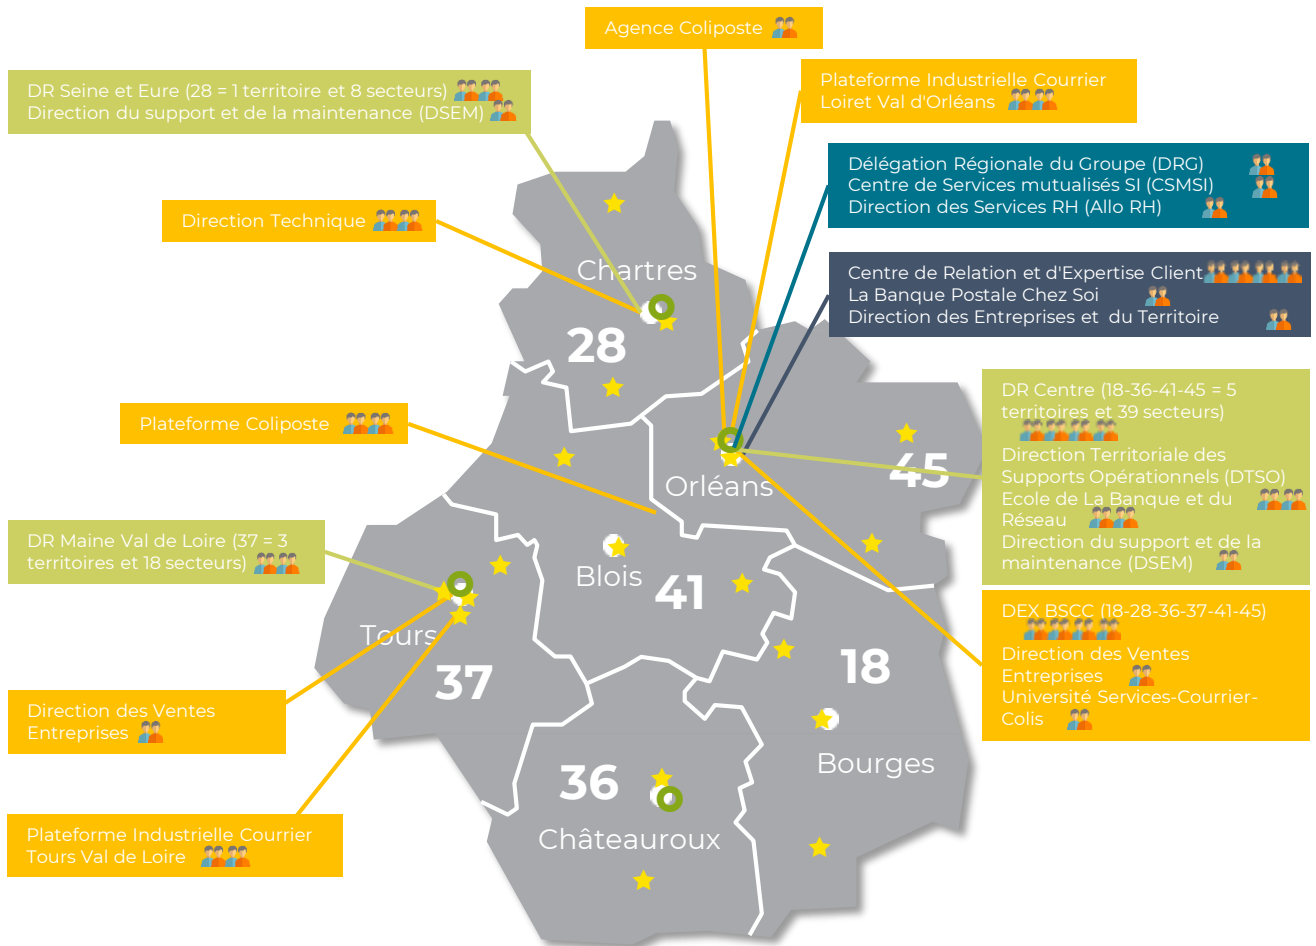 Agence Coliposte
Plateforme Industrielle Courrier
Loiret Val d'Orléans
DR Seine et Eure (28 = 1 territoire et 8 secteurs)
Direction du support et de la maintenance (DSEM)
Délégation Régionale du Groupe (DRG)
Centre de Services mutualisés SI (CSMSI)
Direction des Services RH (Allo RH)
Direction Technique
Centre de Relation et d'Expertise Client
La Banque Postale Chez Soi
Direction des Entreprises et du Territoire
Chartres
28
Plateforme Coliposte
DR Centre (18-36-41-45 = 5
territoires et 39 secteurs)
Direction Territoriale des
Supports Opérationnels (DTSO)
Ecole de La Banque et du
Réseau
Direction du support et de la
maintenance (DSEM)
45
Orléans
DR Maine Val de Loire (37 = 3
territoires et 18 secteurs)
Blois
41
DEX BSCC (18-28-36-37-41-45)
Direction des Ventes
Entreprises
Université Services-Courrier-
Colis
Tours
37
18
Direction des Ventes
Entreprises
Bourges
36
Châteauroux
Plateforme Industrielle Courrier
Tours Val de Loire